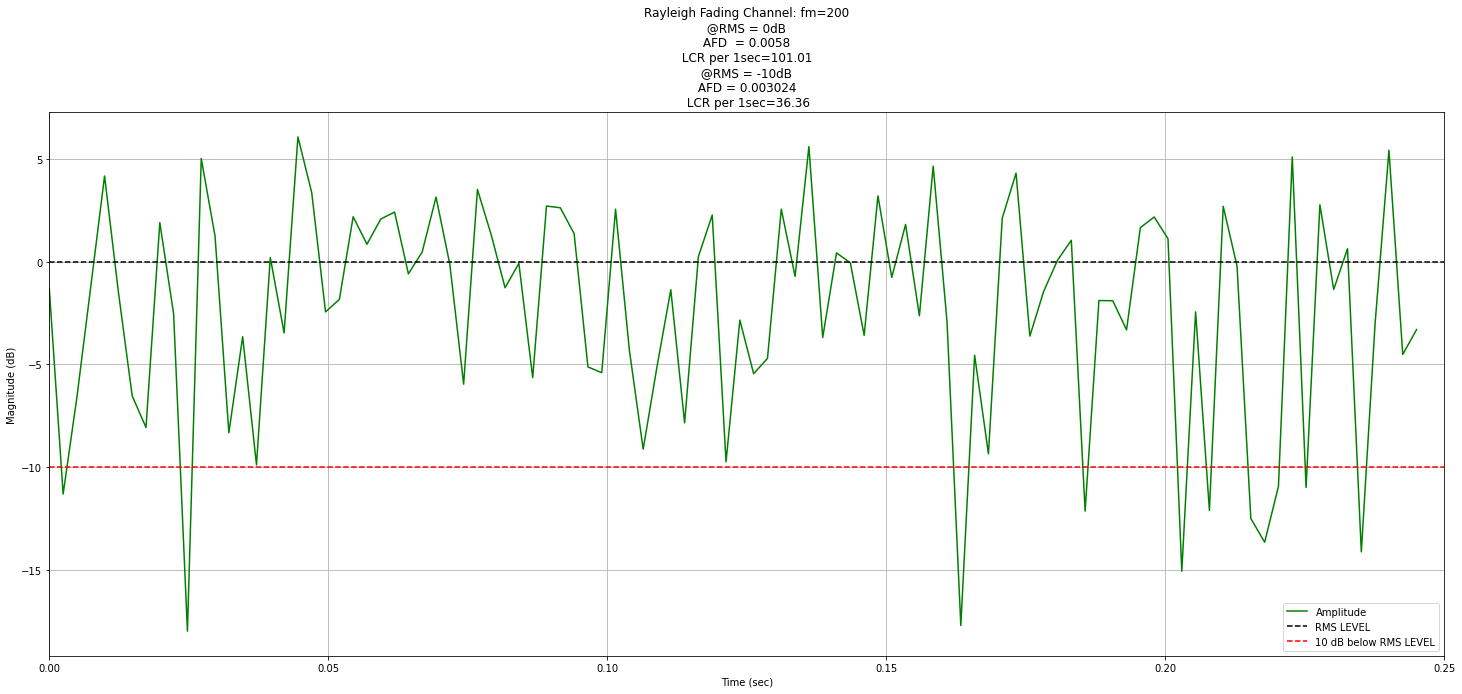 Rayleigh Fading Channel: fm=200
@RMS = 0dB
AFD  = 0.0058
LCR per 1sec=101.01
@RMS = -10dB
AFD = 0.003024
LCR per 1sec=36.36
Magnitude (dB)
5
0
−5
−10
−15
Amplitude
RMS LEVEL
10 dB below RMS LEVEL
0.00 0.05 0.10 0.15 0.20 0.25
Time (sec)